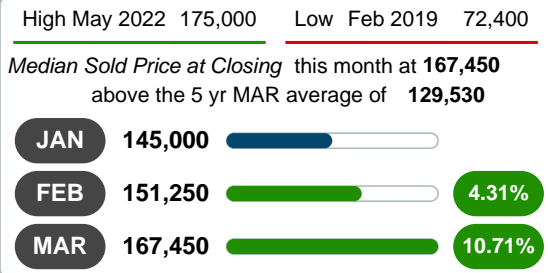 High May 2022 175,000 Low Feb 2019 72,400
Median Sold Price at Closing this month at 167,450
above the 5 yr MAR average of 129,530
JAN 145,000
FEB 151,250 4.31%
MAR 167,450 10.71%